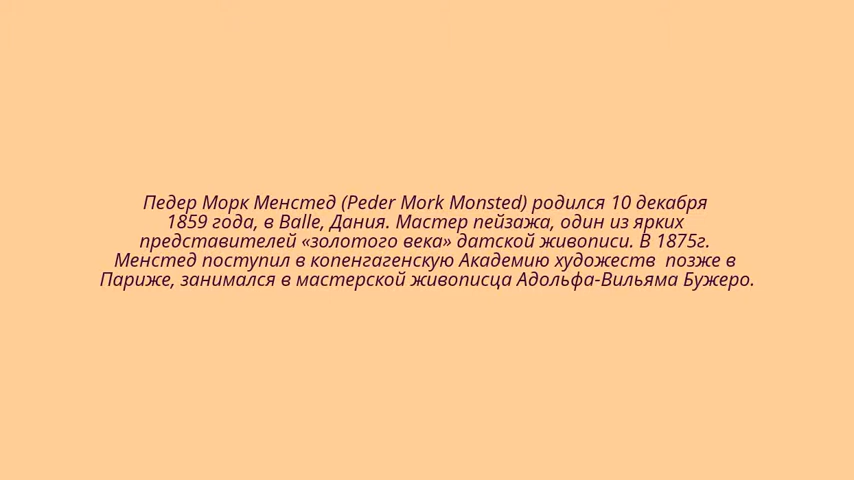 Педер Морк Менстед (Peder Mork Monsted) родился 10 декабря
1859 года, в Balle, Дания. Мастер пейзажа, один из ярких
представителей «золотого века» датской живописи. В 1875г.
Менстед поступил в копенгагенскую Академию художеств  позже в
Париже, занимался в мастерской живописца Адольфа-Вильяма Бужеро.